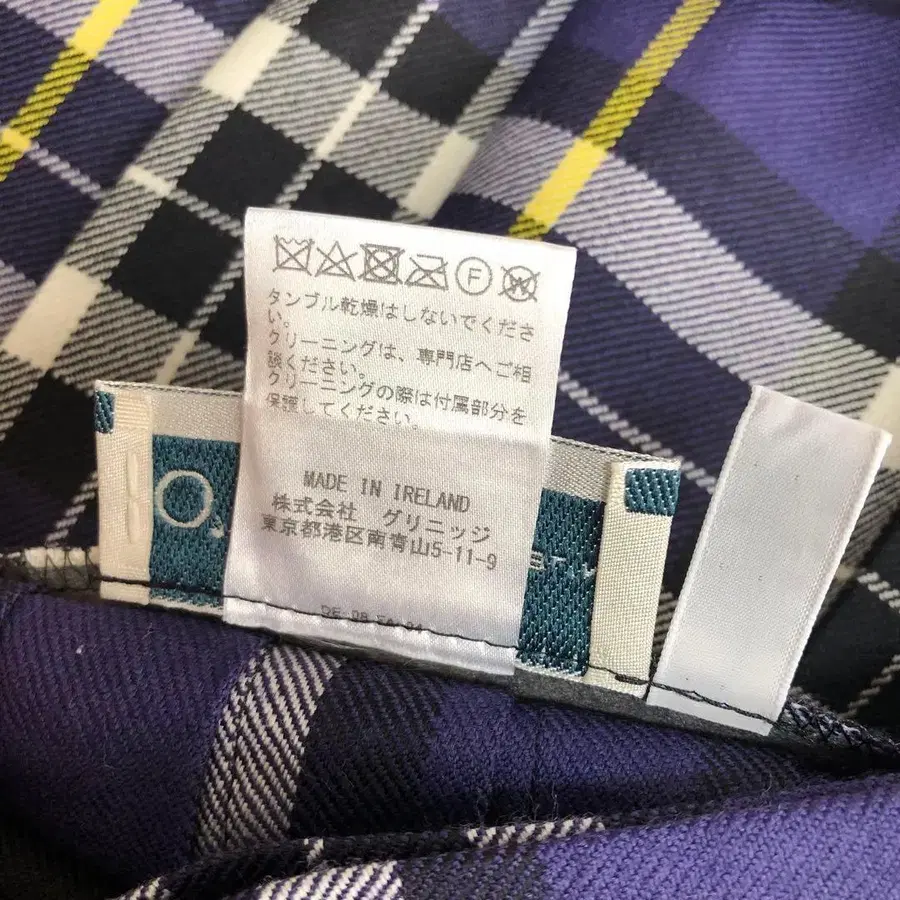 F W
タンブル乾燥はしないでくださ
い。
クリーニングは、専門店へご相
談ください。
クリーニングの際は付属部分を
保護してください。
MADE IN IRELAND
株式会社 グリニッジ
東京都港区南青山5-11-9
O